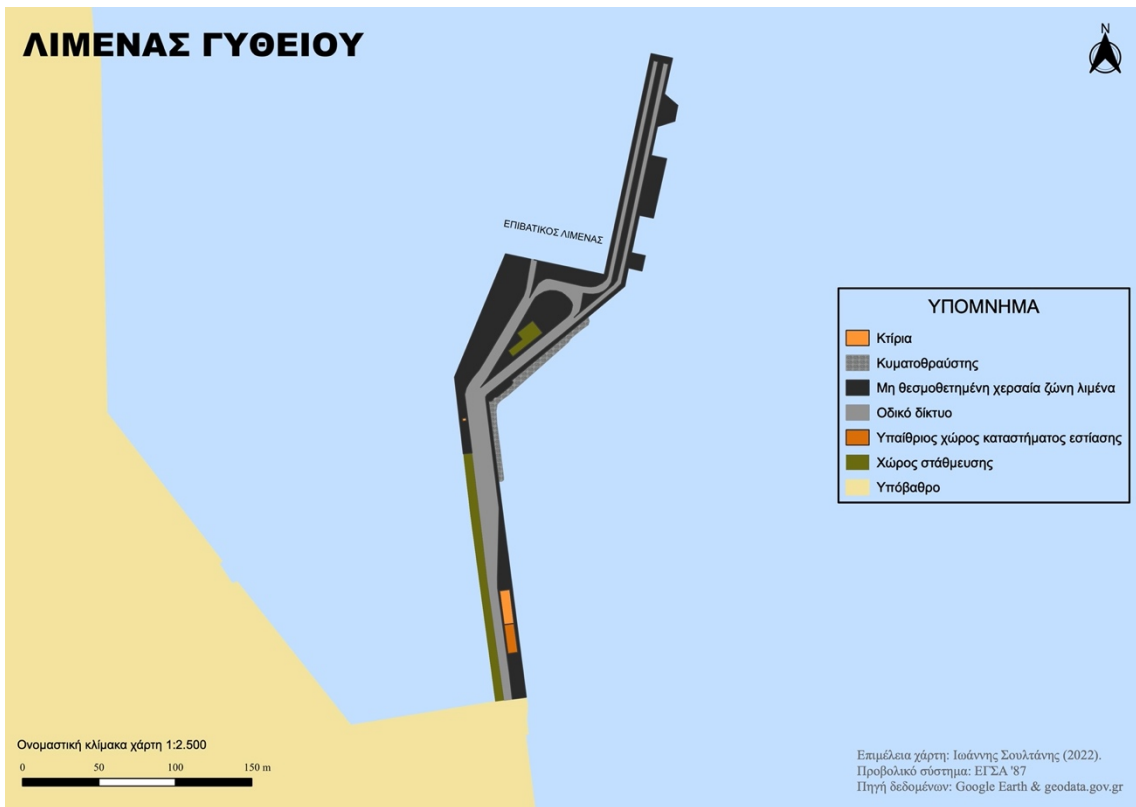 ΛΙΜΕΝΑΣ ΓΥΘΕΙΟΥ
N
ΕΠΙΒΑΤΙΚΟΣ ΛΙΜΕΝΑΣ
ΥΠΟΜΝΗΜΑ
Κτίρια
Κυματοθραύστης
Μη θεσμοθετημένη χερσαία ζώνη λιμένα
Οδικό δίκτυο
Υπαίθριος χώρος καταστήματος εστίασης
Χώρος στάθμευσης
Υπόβαθρο
Ονομαστική κλίμακα χάρτη 1:2.500
0 50 100 150 m
Επιμέλεια χάρτη: Ιωάννης Σουλτάνης (2022).
Προβολικό σύστημα: ΕΓΣΑ '87
Πηγή δεδομένων: Google Earth & geodata.gov.gr